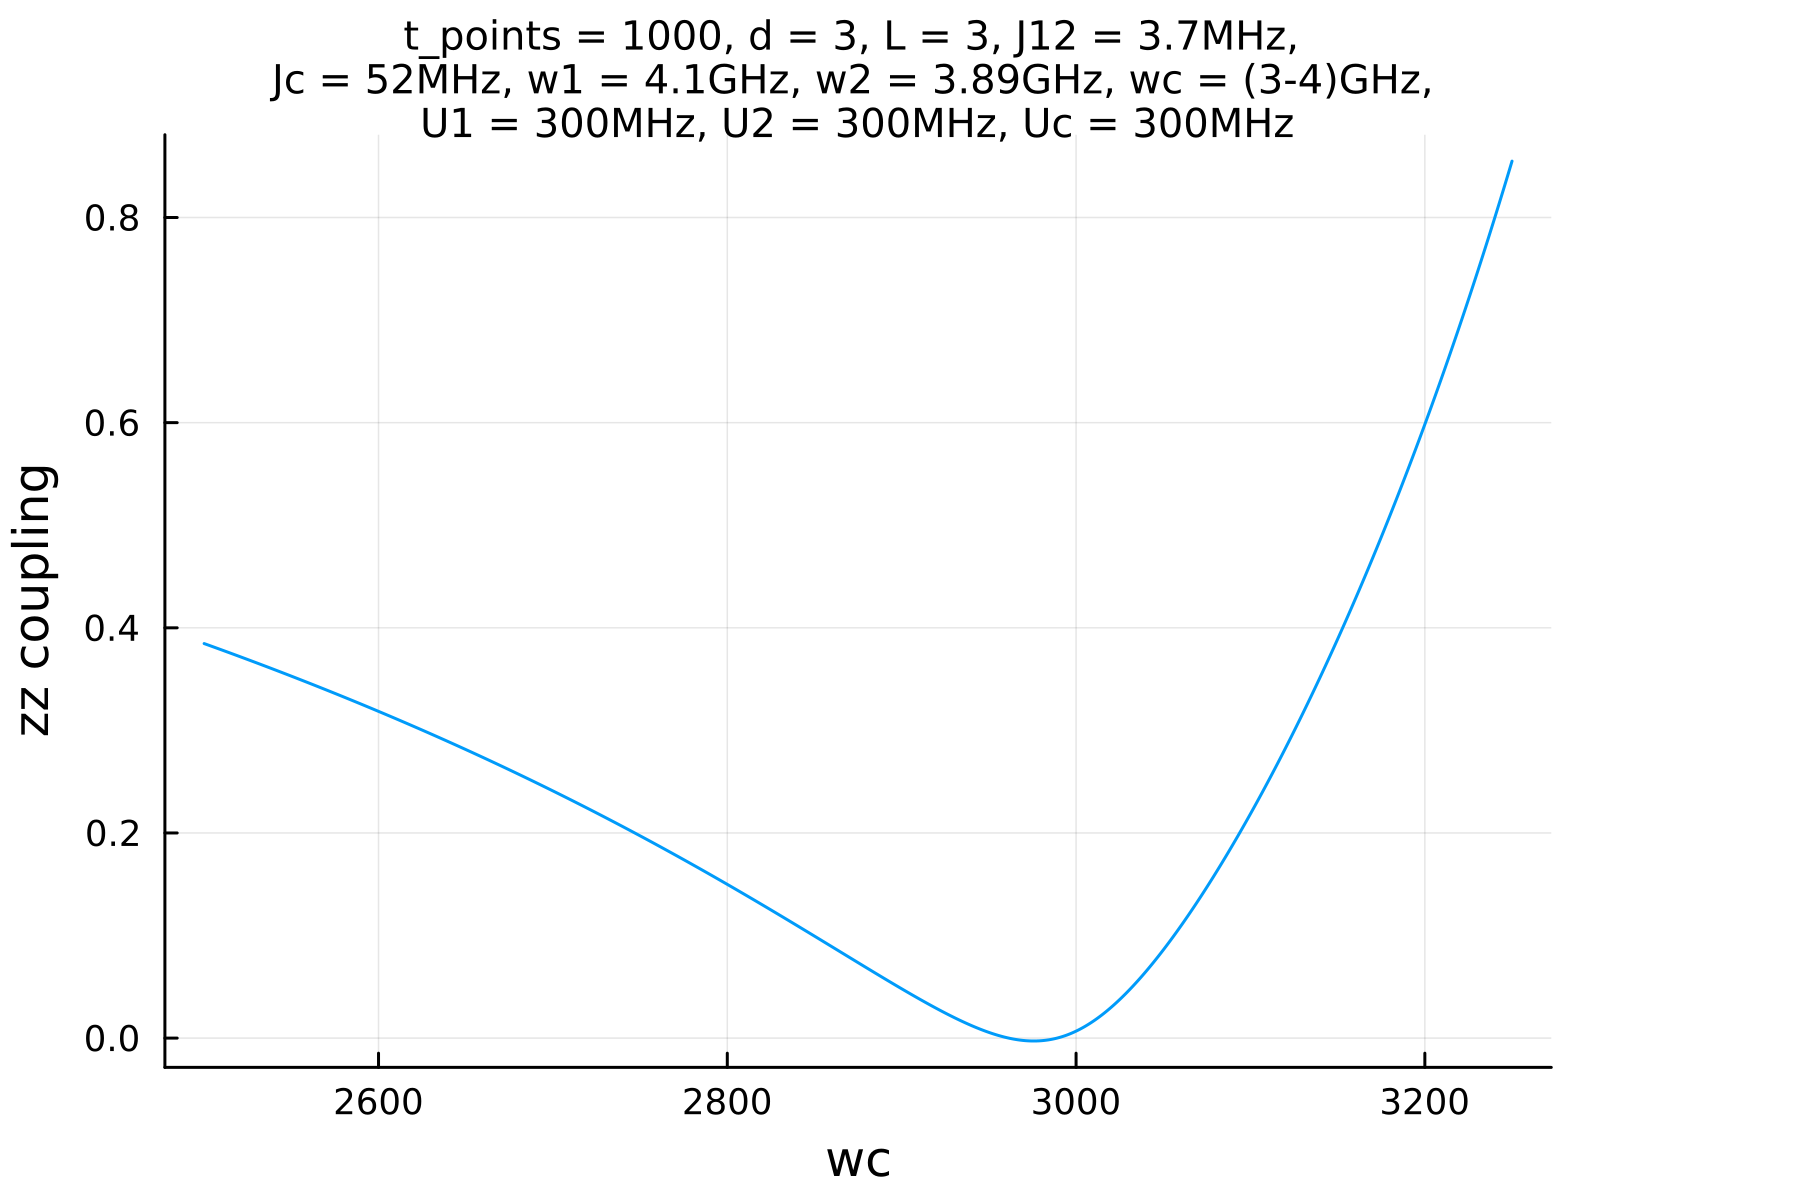 t_points = 1000, d = 3, L = 3, J12 = 3.7MHz,
Jc = 52MHz, w1 = 4.1GHz, w2 = 3.89GHz, wc = (3-4)GHz,
U1 = 300MHz, U2 = 300MHz, Uc = 300MHz
0.8
0.6
0.4
0.2
0.0
zz coupling
2600 2800 3000 3200
wc